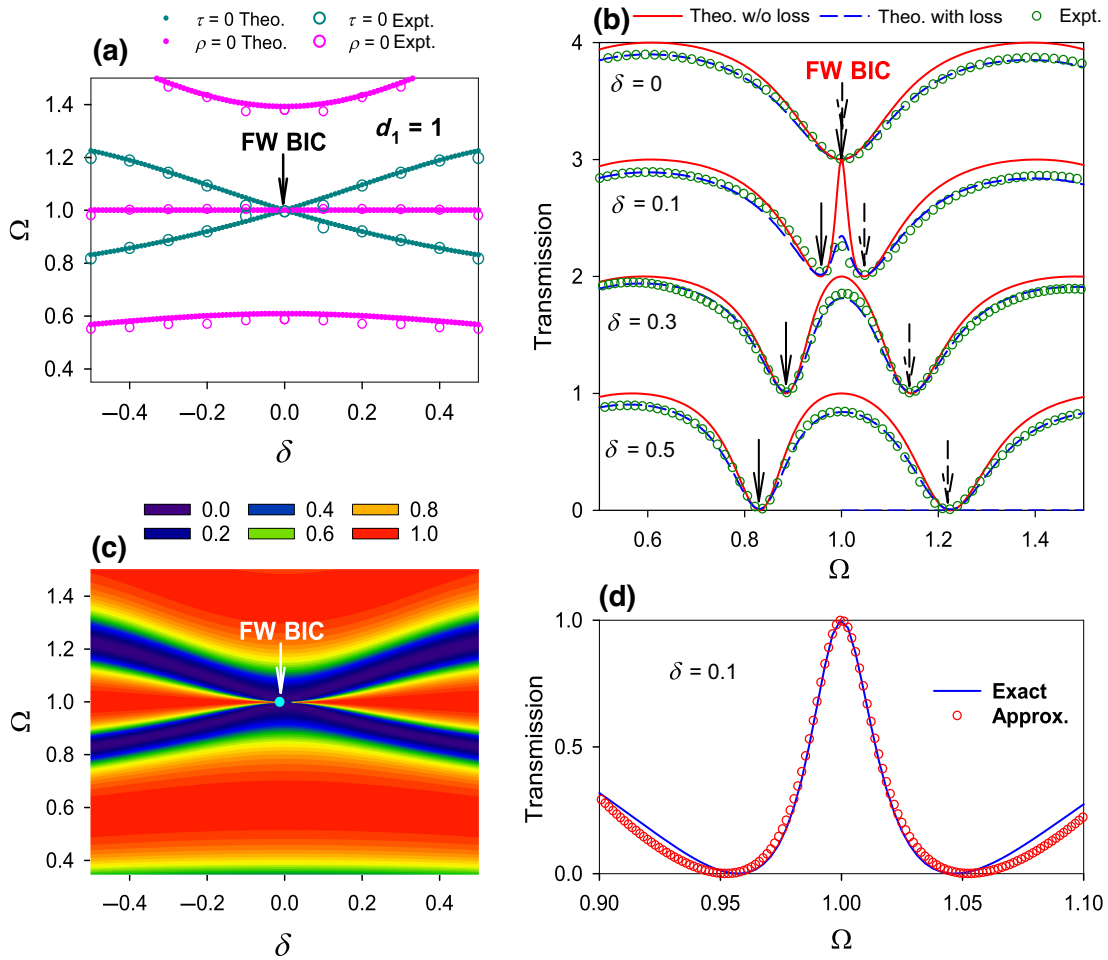 (a)
τ = 0 Theo.
τ = 0 Expt.
ρ = 0 Theo.
ρ = 0 Expt.
d₁ = 1
FW BIC
1.4
1.2
1.0
0.8
0.6
0.4
Ω
−0.4 −0.2 0.0 0.2 0.4
δ
(b)
Theo. w/o loss
Theo. with loss
Expt.
FW BIC
δ = 0
δ = 0.1
δ = 0.3
δ = 0.5
4
3
2
1
0
Transmission
0.6 0.8 1.0 1.2 1.4
Ω
0.0 0.4 0.8
0.2 0.6 1.0
(c)
FW BIC
1.4
1.2
1.0
0.8
0.6
0.4
Ω
−0.4 −0.2 0.0 0.2 0.4
δ
(d)
δ = 0.1
Exact
Approx.
1.0
0.5
0.0
Transmission
0.90 0.95 1.00 1.05 1.10
Ω